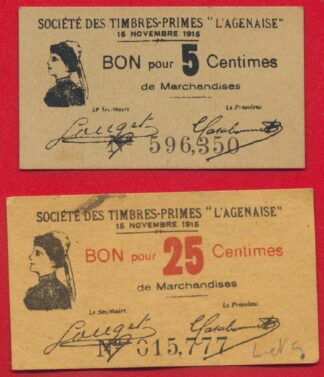 SOCIÉTÉ DES TIMBRES-PRIMES "L'AGENAISE"
15 NOVEMBRE 1915
BON pour 5 Centimes
de Marchandises
Le Secrétaire Le Président
Nº 596,350
SOCIÉTÉ DES TIMBRES-PRIMES "L'AGENAISE"
15 NOVEMBRE 1915
BON pour 25 Centimes
de Marchandises
Le Secrétaire Le Président.
Nº 015,777